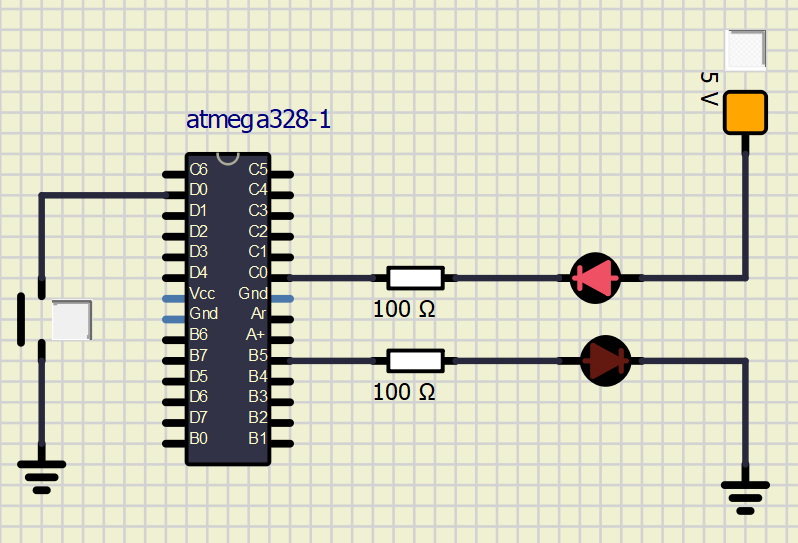 5 V
atmega328-1
C6 C5
D0 C4
D1 C3
D2 C2
D3 C1
D4 C0
Vcc Gnd
Gnd Ar
B6 A+
B7 B5
D5 B4
D6 B3
D7 B2
B0 B1
100 Ω
100 Ω